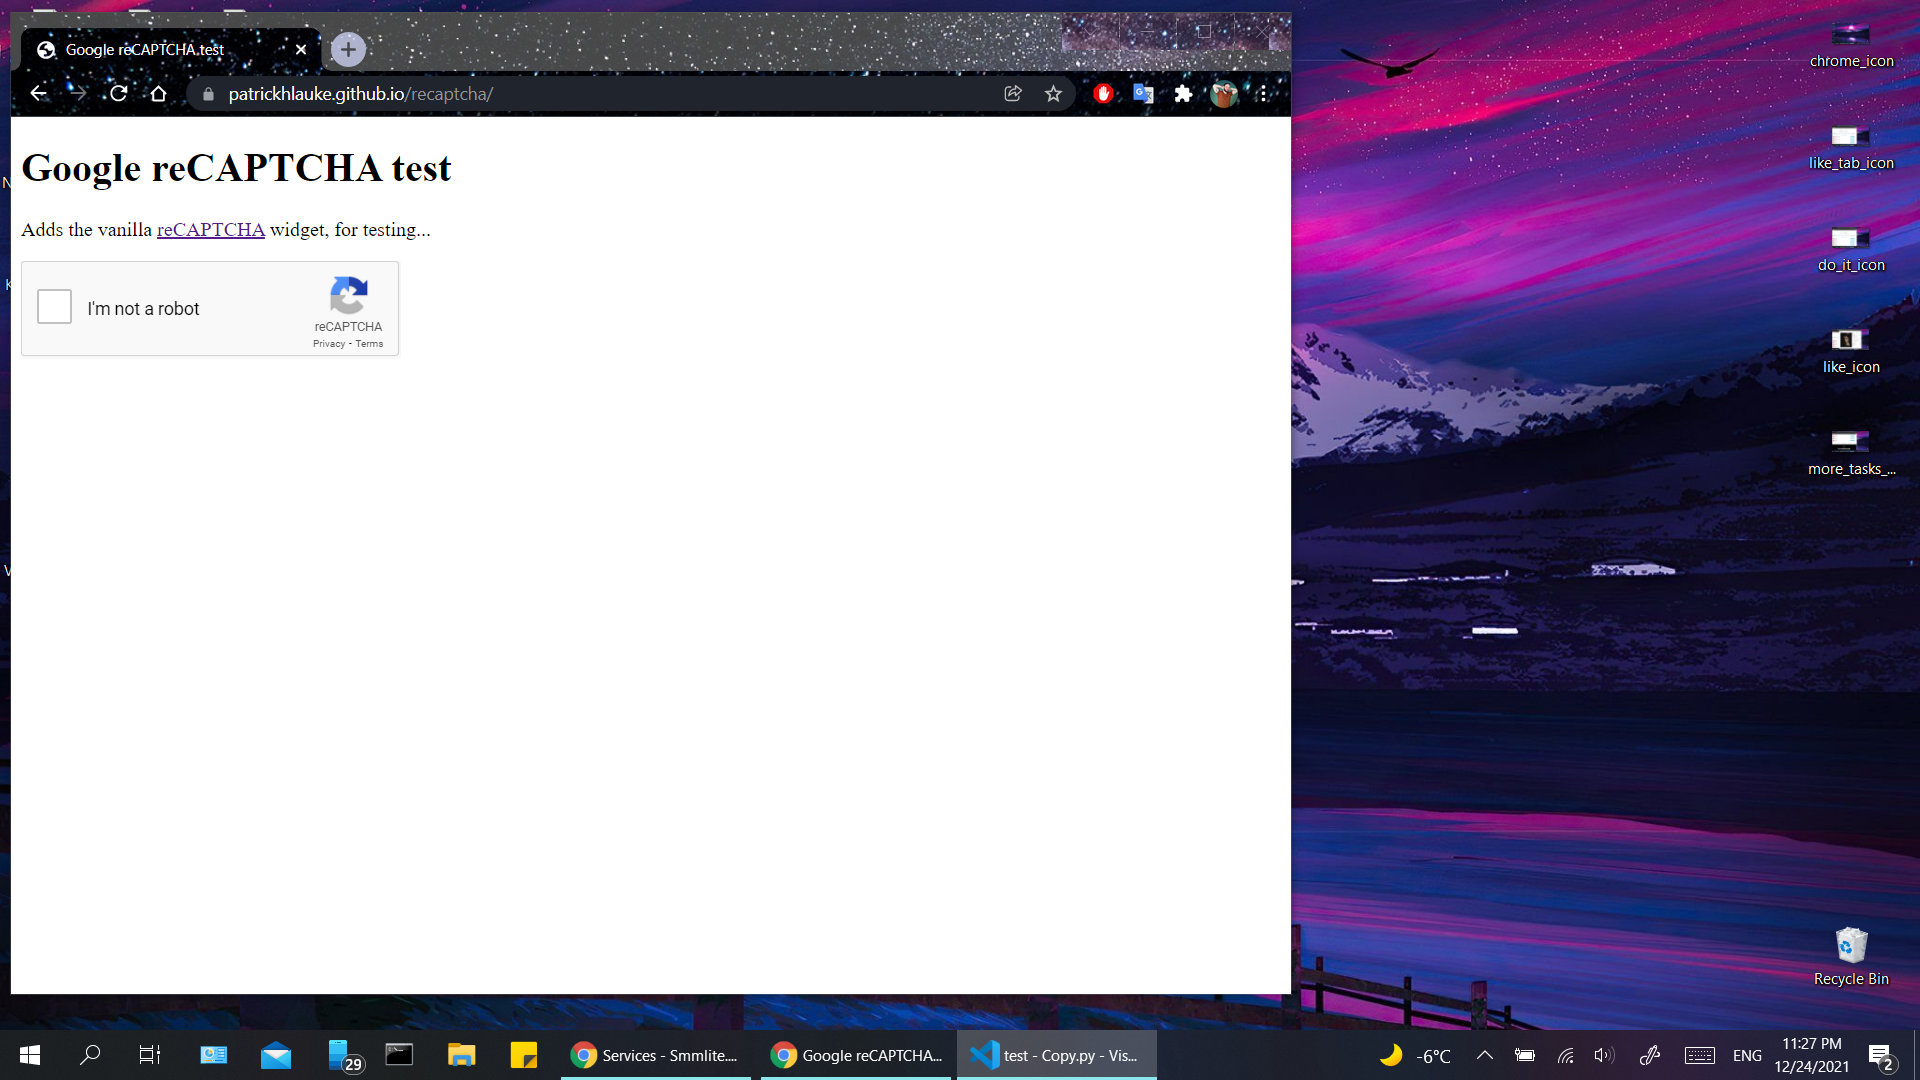 Google reCAPTCHA test
patrickhlauke.github.io/recaptcha/
Google reCAPTCHA test
Adds the vanilla reCAPTCHA widget, for testing...
I'm not a robot
reCAPTCHA
Privacy - Terms
chrome_icon
like_tab_icon
do_it_icon
like_icon
more_tasks_...
Recycle Bin
29
Services - Smmlite....
Google reCAPTCHA...
test - Copy.py - Vis...
-6°C
ENG
11:27 PM
12/24/2021
2